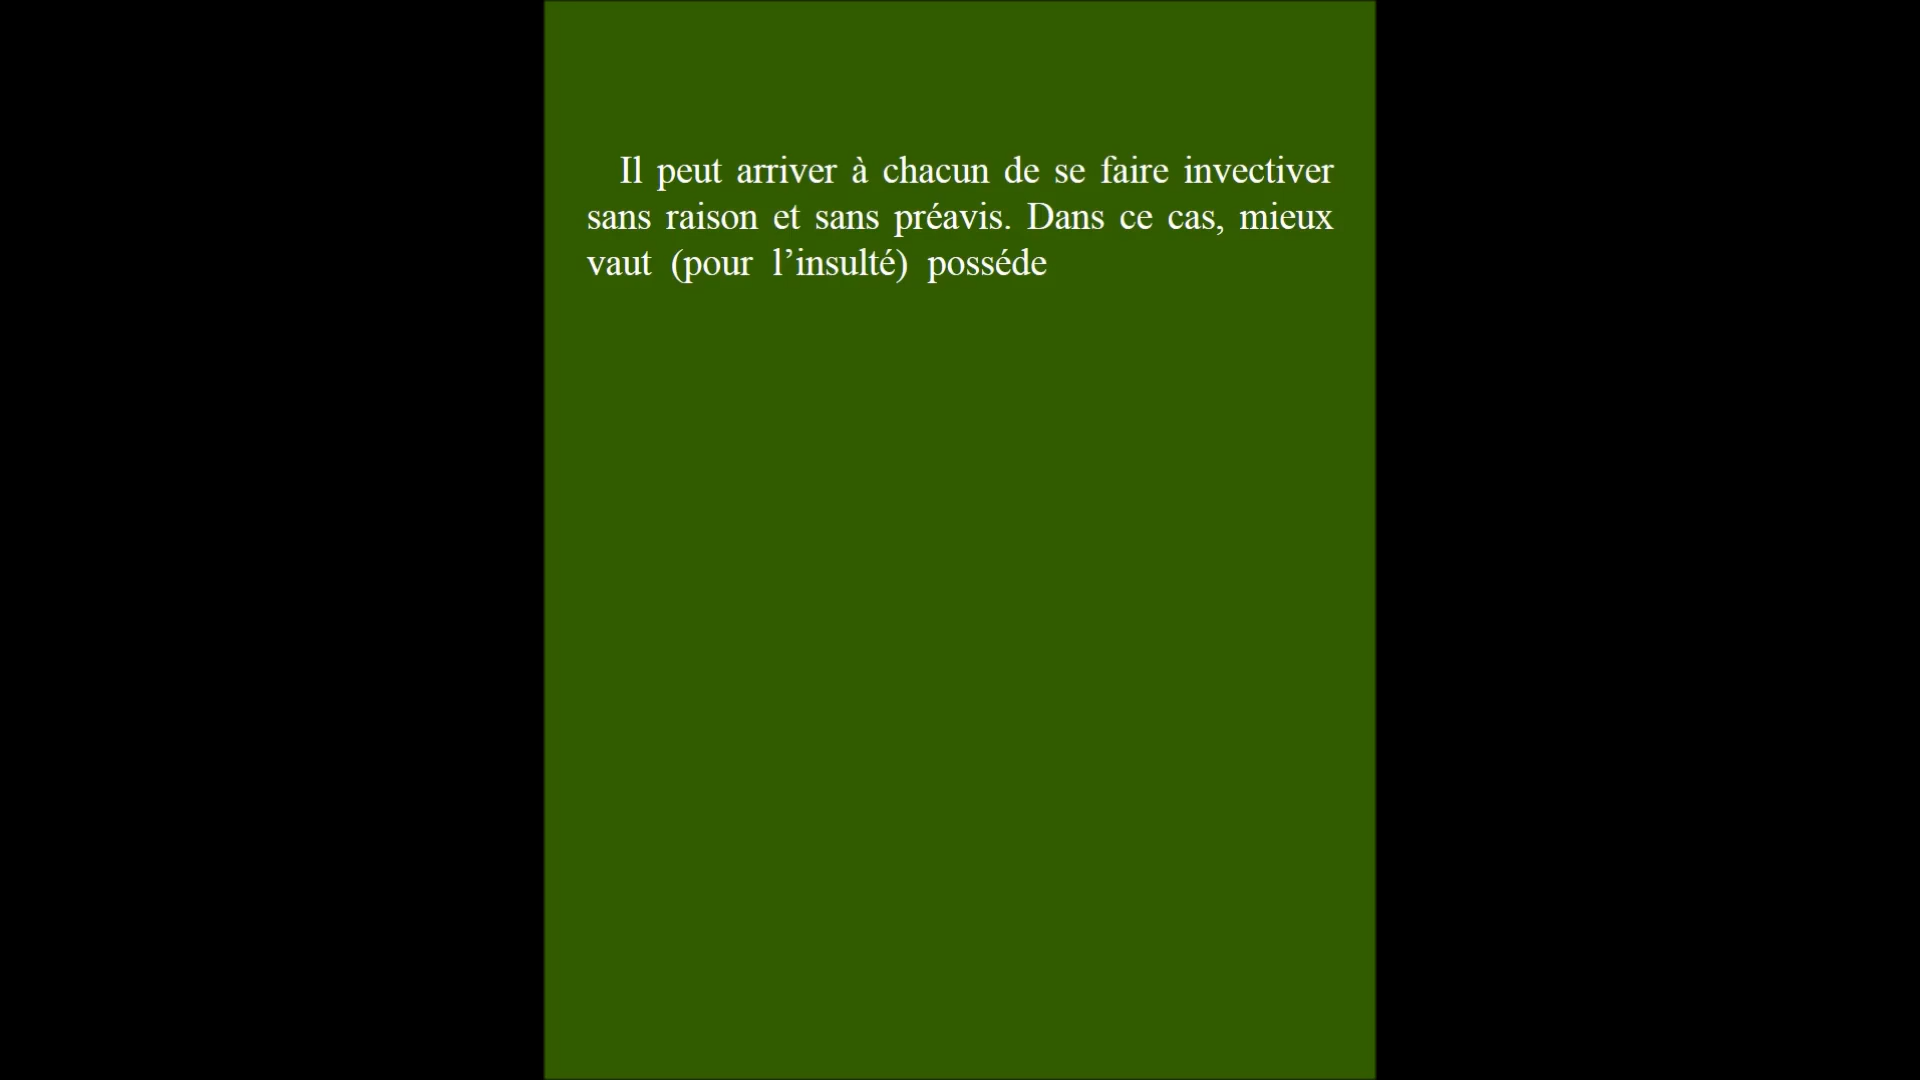 Il peut arriver à chacun de se faire invectiver
sans raison et sans préavis. Dans ce cas, mieux
vaut (pour l’insulté) posséde